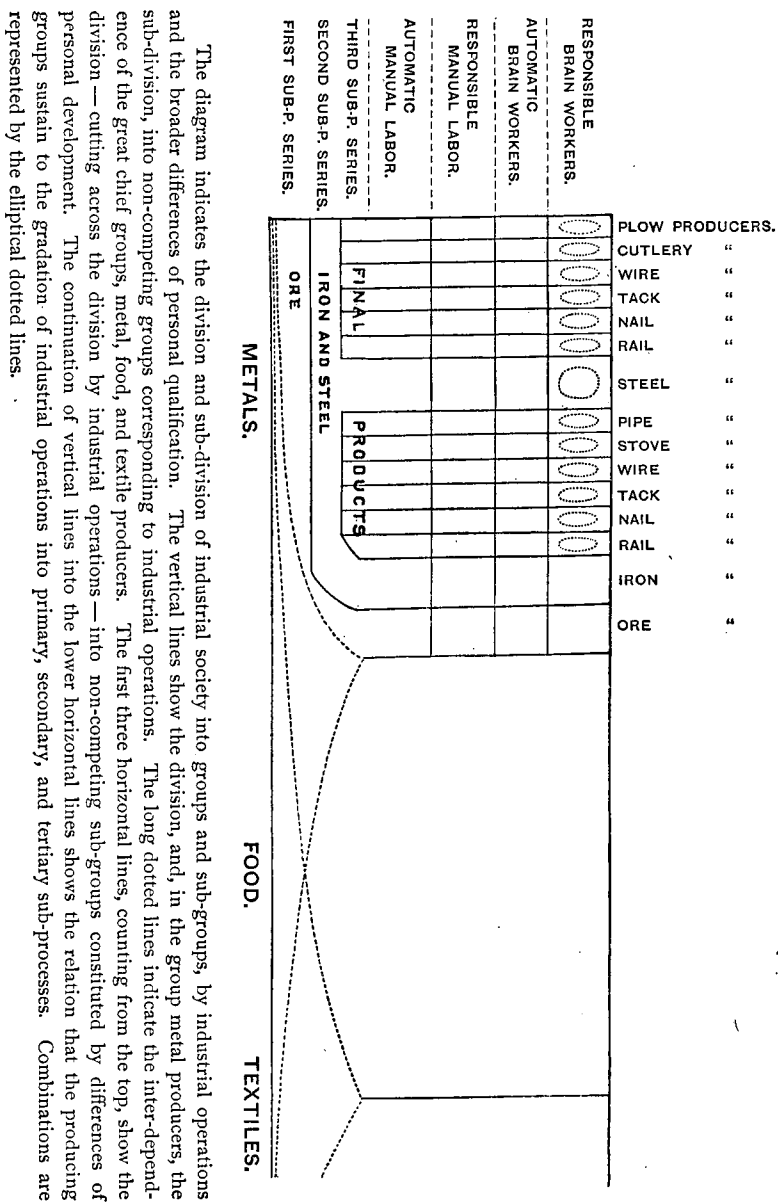 PLOW PRODUCERS.
CUTLERY "
WIRE "
TACK "
NAIL "
RAIL "
STEEL "
PIPE "
STOVE "
WIRE "
TACK "
NAIL "
RAIL "
IRON "
ORE "
RESPONSIBLE
BRAIN WORKERS.
AUTOMATIC
BRAIN WORKERS.
RESPONSIBLE
MANUAL LABOR.
AUTOMATIC
MANUAL LABOR.
THIRD SUB-P. SERIES.
SECOND SUB-P. SERIES.
FIRST SUB-P. SERIES.
FINAL PRODUCTS
IRON AND STEEL
ORE
METALS. FOOD. TEXTILES.
The diagram indicates the division and sub-division of industrial society into groups and sub-groups, by industrial operations
and the broader differences of personal qualification. The vertical lines show the division, and, in the group metal producers, the
sub-division, into non-competing groups corresponding to industrial operations. The long dotted lines indicate the inter-depend-
ence of the great chief groups, metal, food, and textile producers. The first three horizontal lines, counting from the top, show the
division — cutting across the division by industrial operations — into non-competing sub-groups constituted by differences of
personal development. The continuation of vertical lines into the lower horizontal lines shows the relation that the producing
groups sustain to the gradation of industrial operations into primary, secondary, and tertiary sub-processes. Combinations are
represented by the elliptical dotted lines.